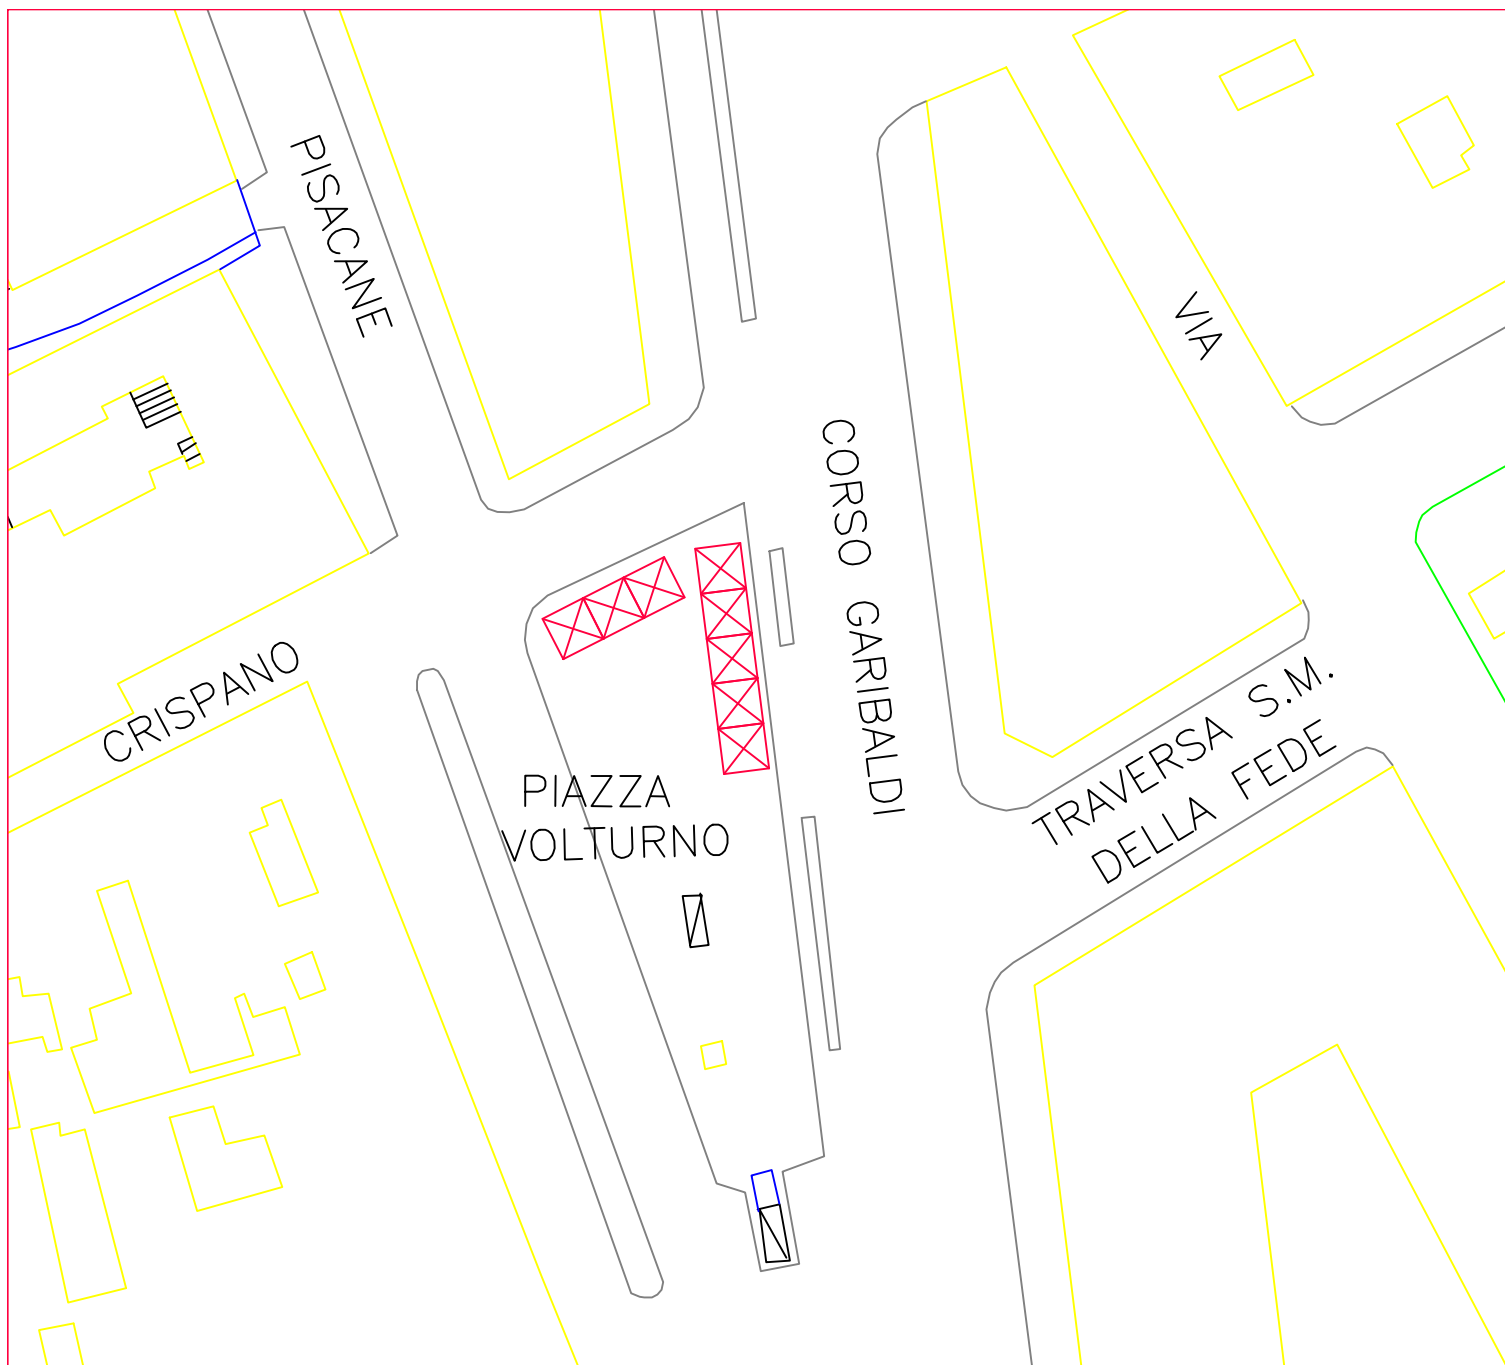 PISACANE
VIA
CORSO GARIBALDI
CRISPANO
TRAVERSA S.M.
DELLA FEDE
PIAZZA
VOLTURNO